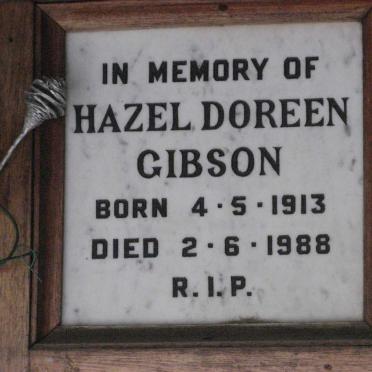 IN MEMORY OF
HAZEL DOREEN
GIBSON
BORN 4·5·1913
DIED 2·6·1988
R.I.P.